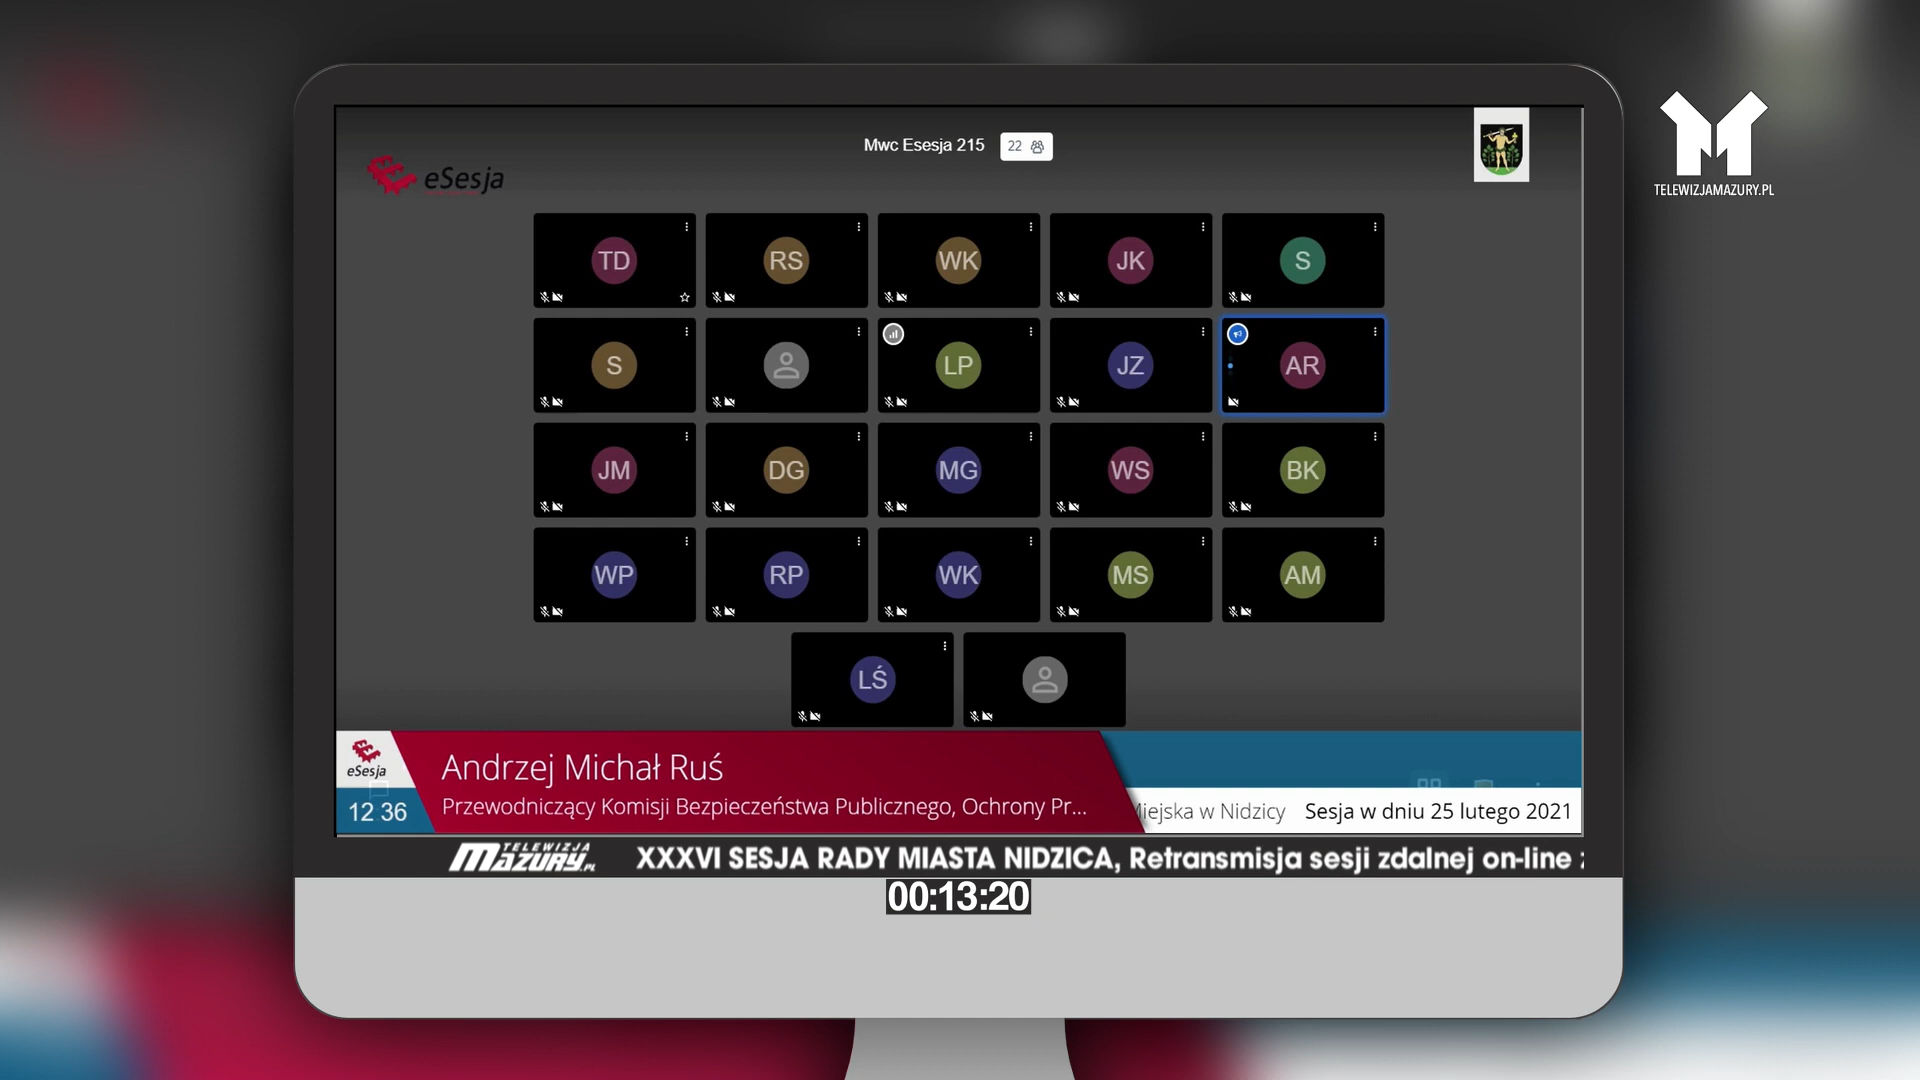 Mwc Esesja 215
22
eSesja
TELEWIZJAMAZURY.PL
TD
RS
WK
JK
S
S
LP
JZ
AR
JM
DG
MG
WS
BK
WP
RP
WK
MS
AM
LŚ
eSesja
12 36
Andrzej Michał Ruś
Przewodniczący Komisji Bezpieczeństwa Publicznego, Ochrony Pr...
Miejska w Nidzicy
Sesja w dniu 25 lutego 2021
TELEWIZJA
MAZURY.PL
XXXVI SESJA RADY MIASTA NIDZICA, Retransmisja sesji zdalnej on-line z
00:13:20